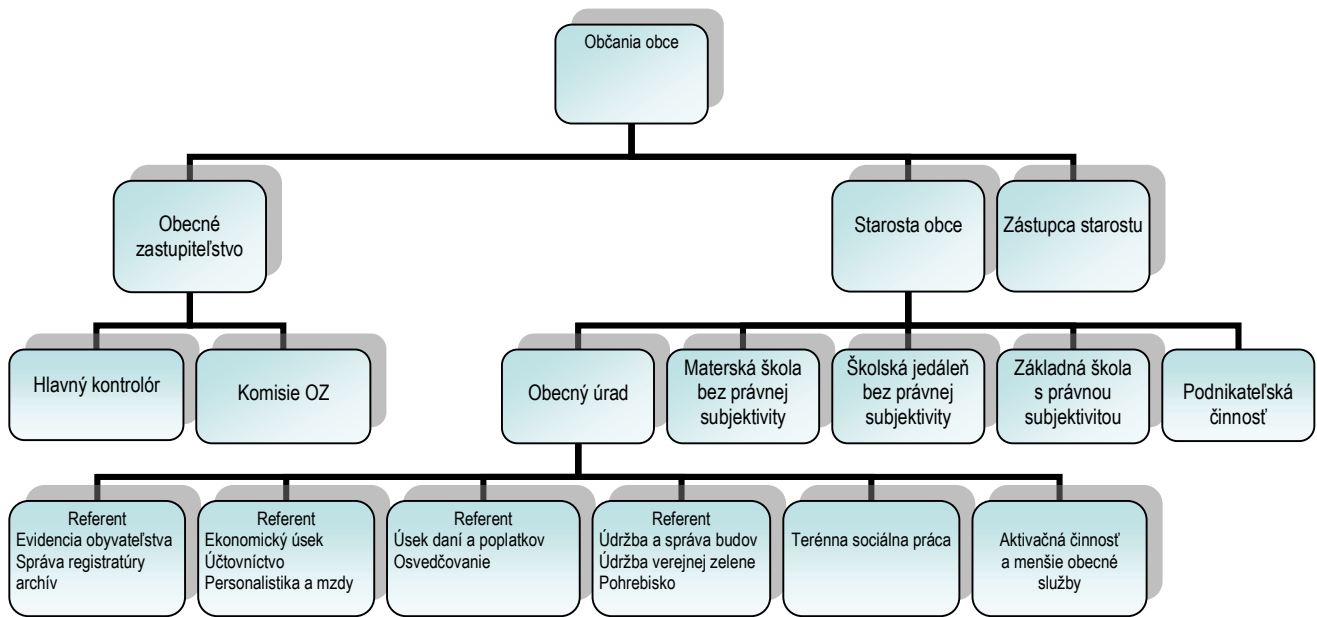 Občania obce
Obecné
zastupiteľstvo
Starosta obce
Zástupca starostu
Hlavný kontrolór
Komisie OZ
Obecný úrad
Materská škola
bez právnej
subjektivity
Školská jedáleň
bez právnej
subjektivity
Základná škola
s právnou
subjektivitou
Podnikateľská
činnosť
Referent
Evidencia obyvateľstva
Správa registratúry
archív
Referent
Ekonomický úsek
Účtovníctvo
Personalistika a mzdy
Referent
Úsek daní a poplatkov
Osvedčovanie
Referent
Údržba a správa budov
Údržba verejnej zelene
Pohrebisko
Terénna sociálna práca
Aktivačná činnosť
a menšie obecné
služby